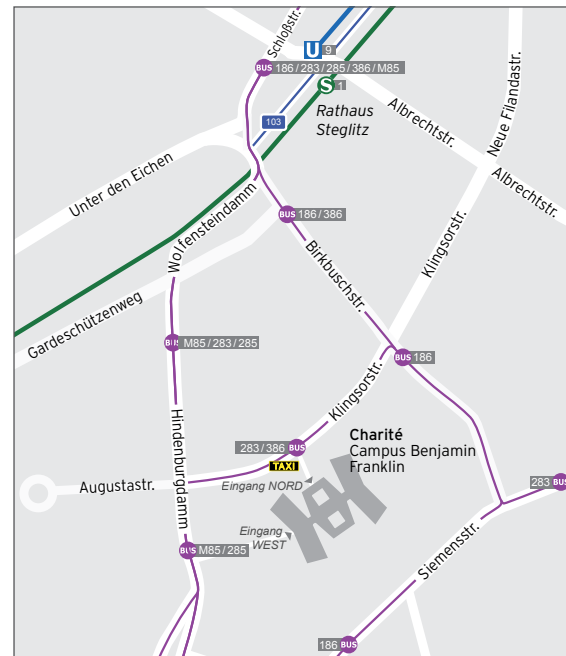 Schloßstr.
U 9
BUS 186 / 283 / 285 / 386 / M85
S 1
Rathaus
Steglitz
103
Albrechtstr.
Neue Filandastr.
Unter den Eichen
Albrechtstr.
Wolfensteindamm
BUS 186 / 386
Klingsorstr.
Birkbuschstr.
Gardeschützenweg
BUS M85 / 283 / 285
BUS 186
Klingsorstr.
Hindenburgdamm
283 / 386 BUS
Charité
Campus Benjamin
Franklin
TAXI
Augustastr.
Eingang NORD
283 BUS
Eingang
WEST
BUS M85 / 285
Siemensstr.
186 BUS